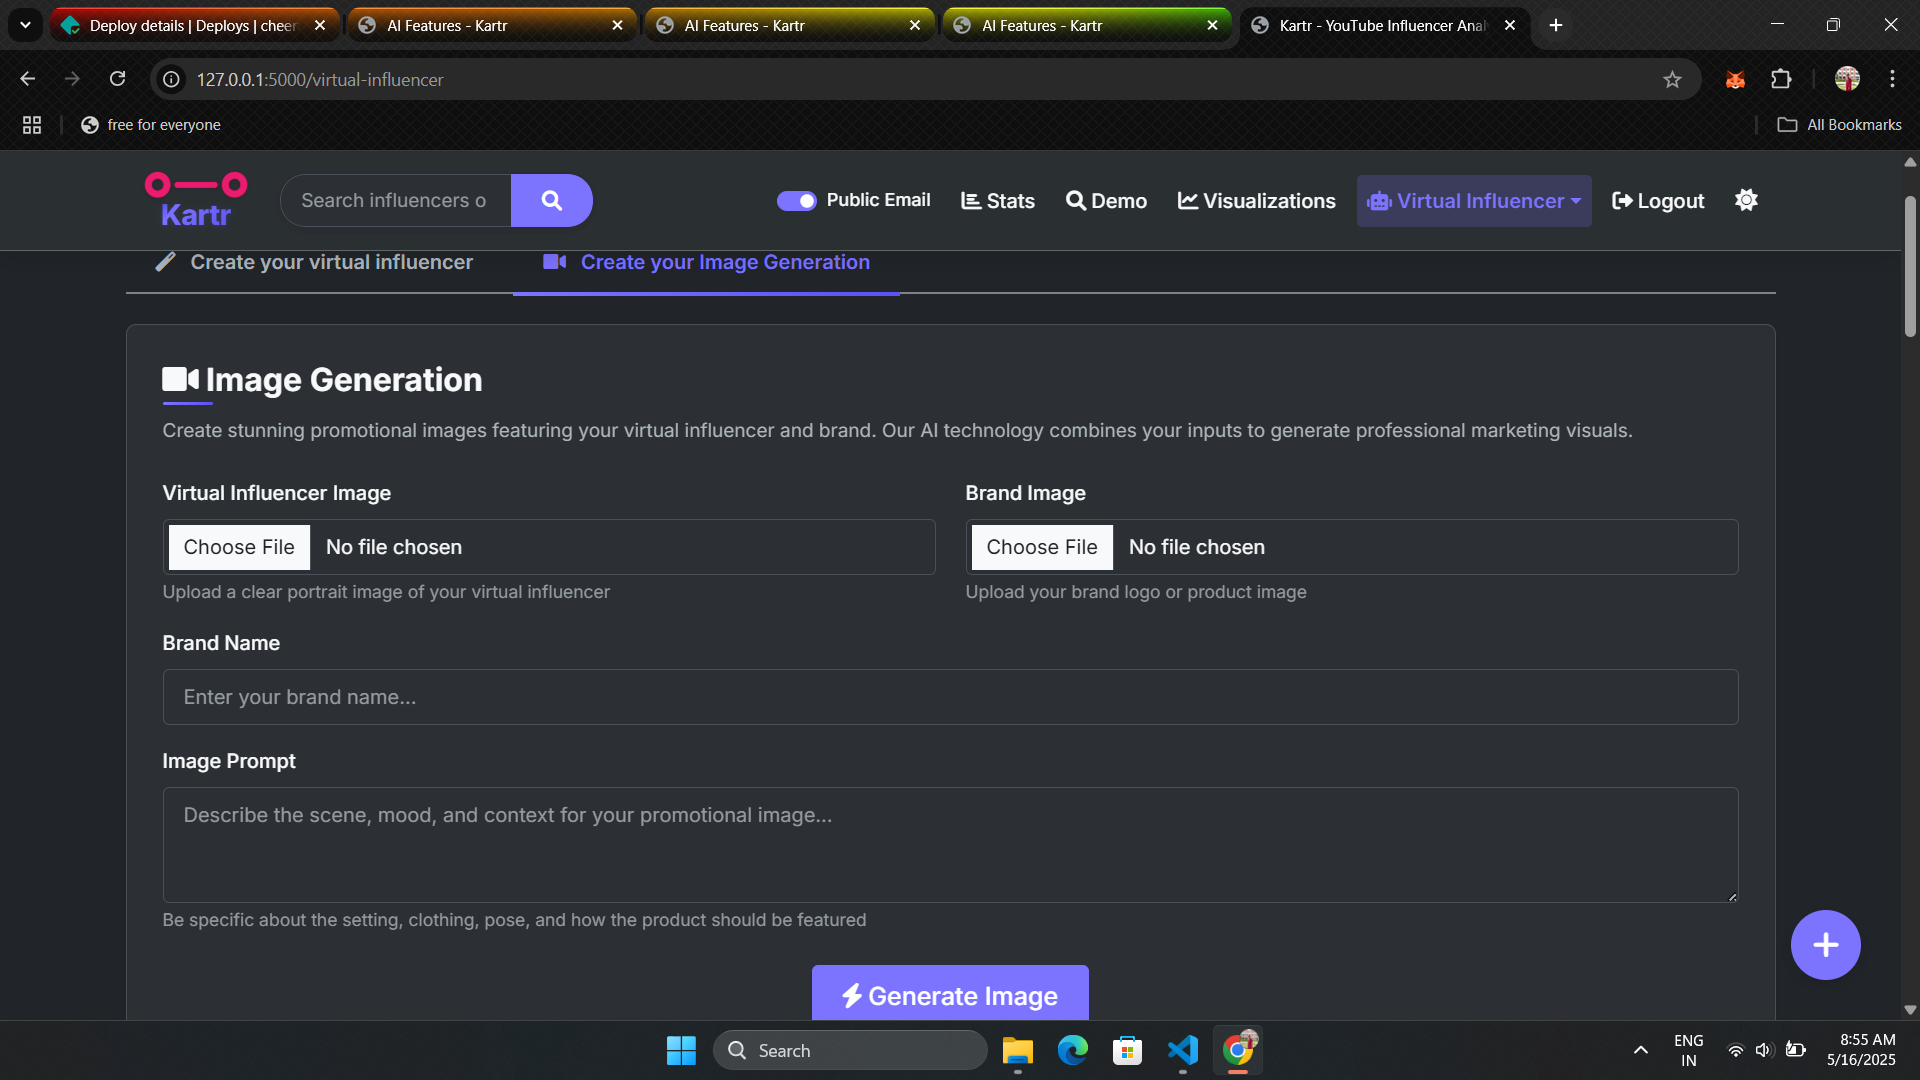 Deploy details | Deploys | cheer
AI Features - Kartr
AI Features - Kartr
AI Features - Kartr
Kartr - YouTube Influencer Anal
127.0.0.1:5000/virtual-influencer
free for everyone
All Bookmarks
Kartr
Search influencers o
Public Email
Stats
Demo
Visualizations
Virtual Influencer
Logout
Create your virtual influencer
Create your Image Generation
Image Generation
Create stunning promotional images featuring your virtual influencer and brand. Our AI technology combines your inputs to generate professional marketing visuals.
Virtual Influencer Image
Brand Image
Choose File No file chosen
Choose File No file chosen
Upload a clear portrait image of your virtual influencer
Upload your brand logo or product image
Brand Name
Enter your brand name...
Image Prompt
Describe the scene, mood, and context for your promotional image...
Be specific about the setting, clothing, pose, and how the product should be featured
Generate Image
Search
ENG
IN
8:55 AM
5/16/2025